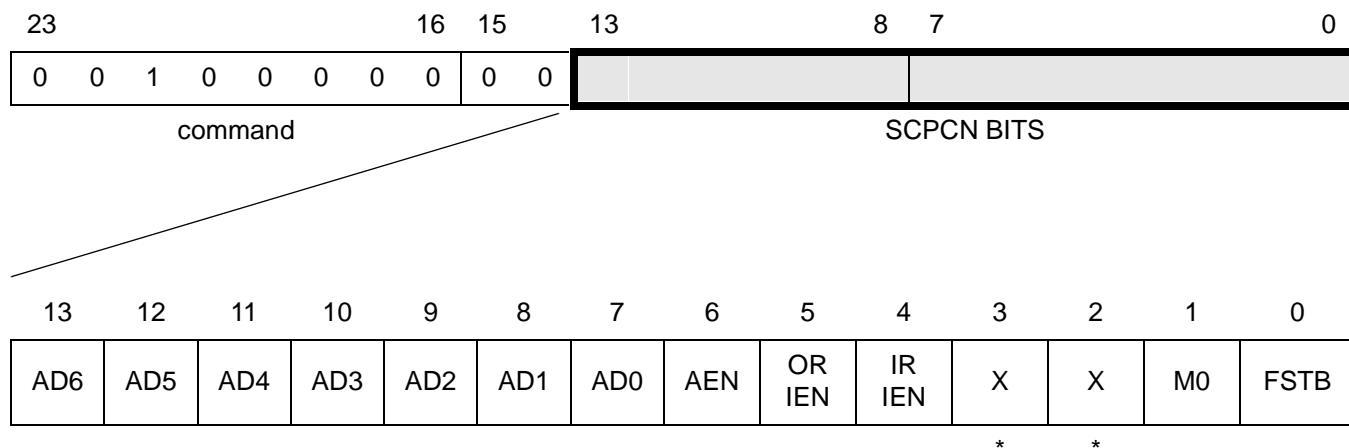 23 16 15 13 8 7 0
0 0 1 0 0 0 0 0 0 0
command SCPCN BITS
13 12 11 10 9 8 7 6 5 4 3 2 1 0
AD6 AD5 AD4 AD3 AD2 AD1 AD0 AEN OR IEN IR IEN X X M0 FSTB
* *